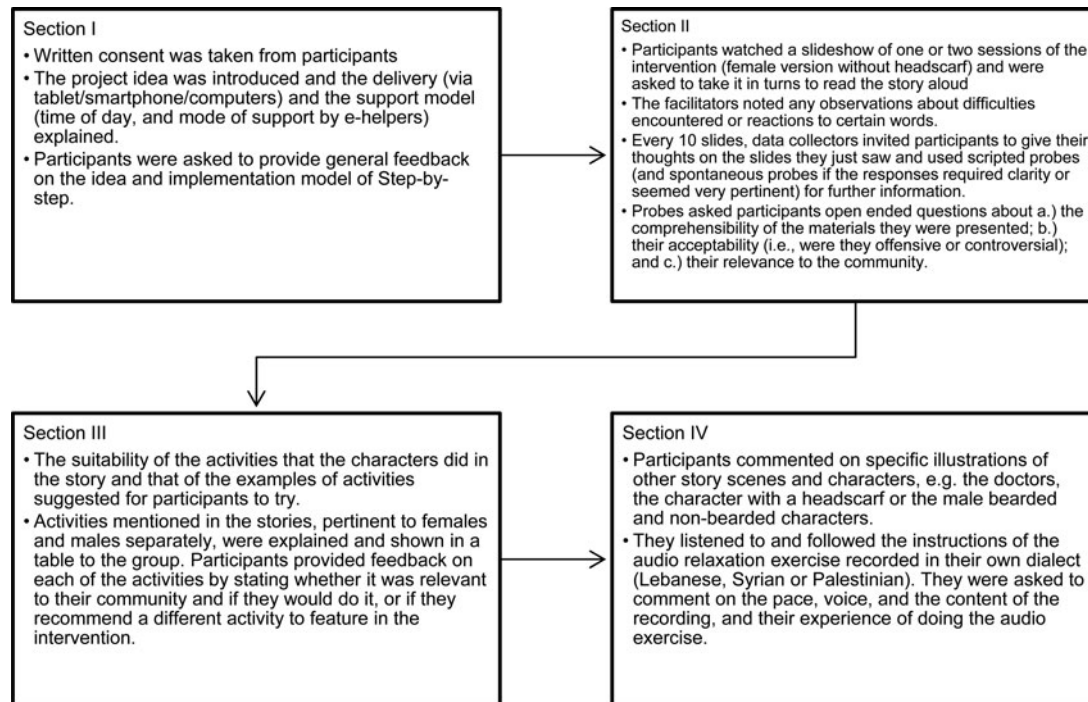 Section I
• Written consent was taken from participants
• The project idea was introduced and the delivery (via
tablet/smartphone/computers) and the support model
(time of day, and mode of support by e-helpers)
explained.
• Participants were asked to provide general feedback
on the idea and implementation model of Step-by-
step.
Section II
• Participants watched a slideshow of one or two sessions of the
intervention (female version without headscarf) and were
asked to take it in turns to read the story aloud
• The facilitators noted any observations about difficulties
encountered or reactions to certain words.
• Every 10 slides, data collectors invited participants to give their
thoughts on the slides they just saw and used scripted probes
(and spontaneous probes if the responses required clarity or
seemed very pertinent) for further information.
• Probes asked participants open ended questions about a.) the
comprehensibility of the materials they were presented; b.)
their acceptability (i.e., were they offensive or controversial);
and c.) their relevance to the community.
Section III
• The suitability of the activities that the characters did in
the story and that of the examples of activities
suggested for participants to try.
• Activities mentioned in the stories, pertinent to females
and males separately, were explained and shown in a
table to the group. Participants provided feedback on
each of the activities by stating whether it was relevant
to their community and if they would do it, or if they
recommend a different activity to feature in the
intervention.
Section IV
• Participants commented on specific illustrations of
other story scenes and characters, e.g. the doctors,
the character with a headscarf or the male bearded
and non-bearded characters.
• They listened to and followed the instructions of the
audio relaxation exercise recorded in their own dialect
(Lebanese, Syrian or Palestinian). They were asked to
comment on the pace, voice, and the content of the
recording, and their experience of doing the audio
exercise.